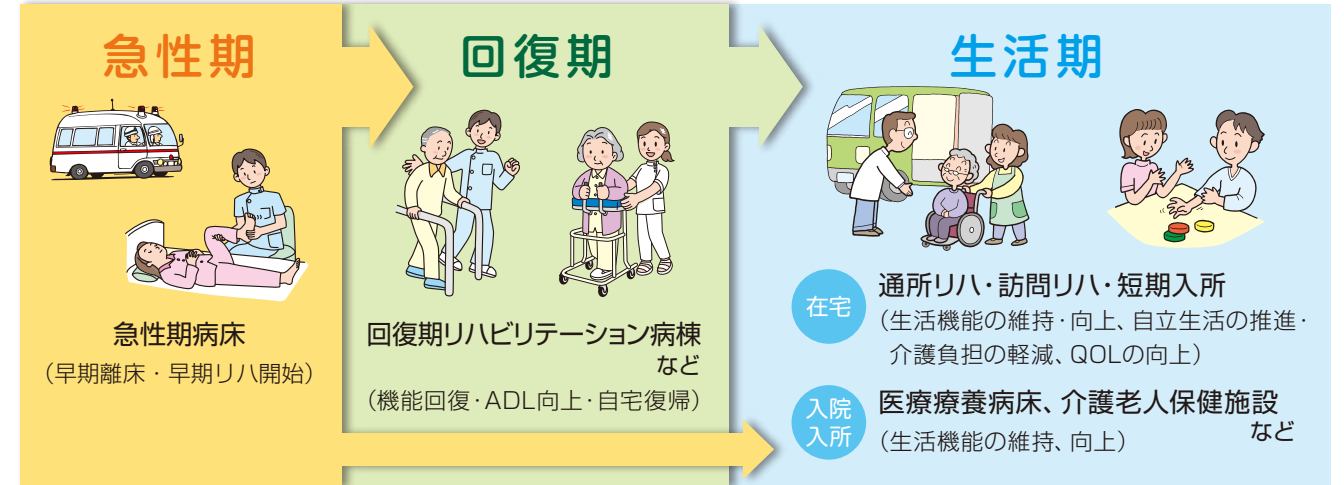 急性期
急性期病床
（早期離床・早期リハ開始）
回復期
回復期リハビリテーション病棟
など
（機能回復・ADL向上・自宅復帰）
生活期
在宅
通所リハ・訪問リハ・短期入所
（生活機能の維持・向上、自立生活の推進・
介護負担の軽減、QOLの向上）
入院
入所
医療療養病床、介護老人保健施設
など
（生活機能の維持、向上）